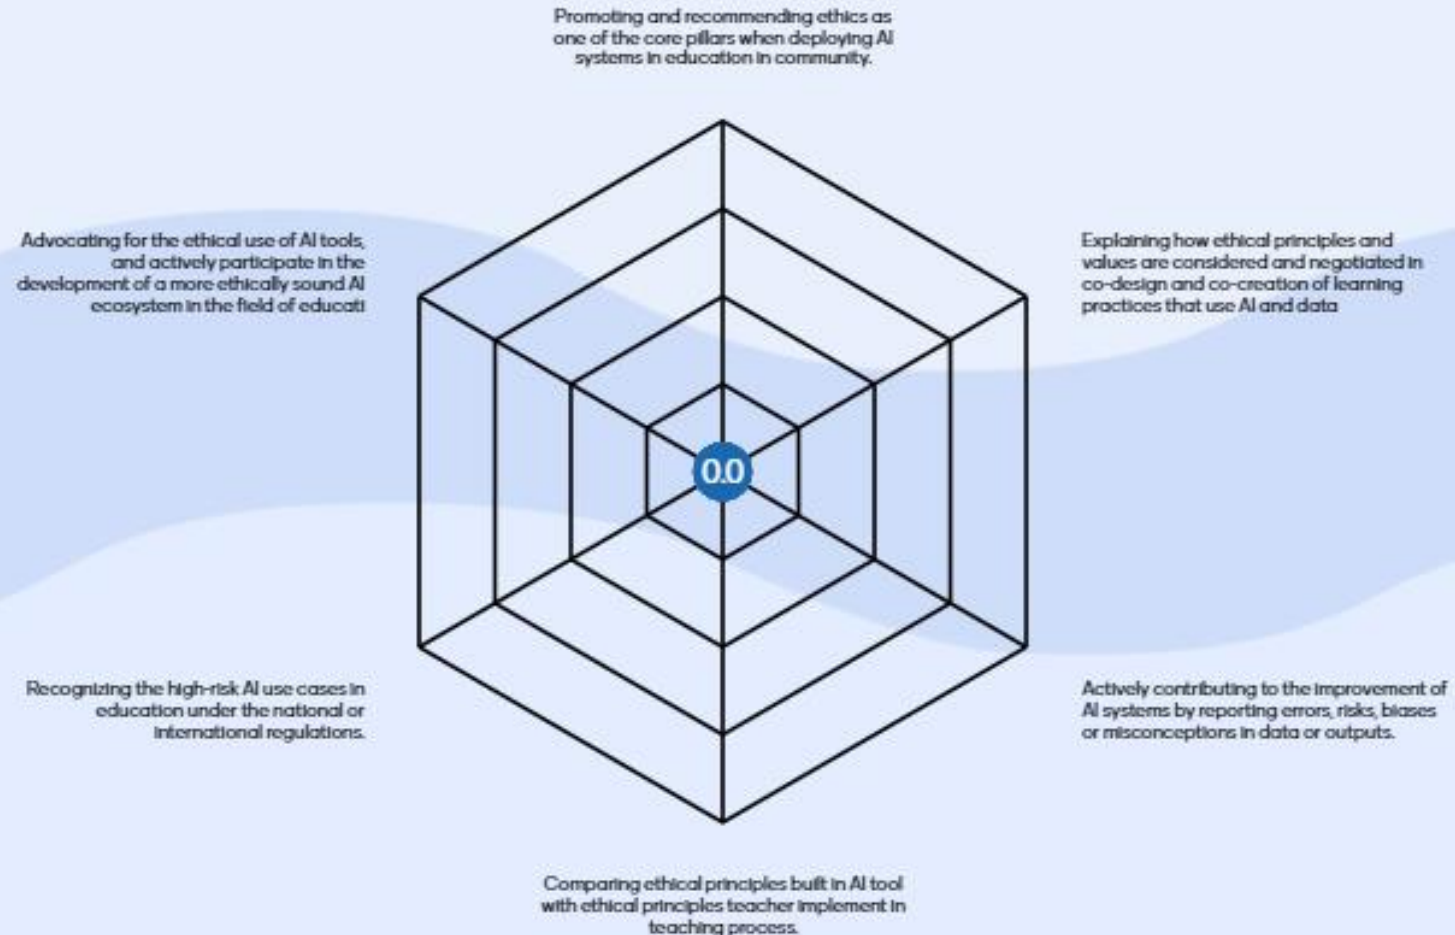 Promoting and recommending ethics as
one of the core pillars when deploying AI
systems in education in community.
Advocating for the ethical use of AI tools,
and actively participate in the
development of a more ethically sound AI
ecosystem in the field of educati
Explaining how ethical principles and
values are considered and negotiated in
co-design and co-creation of learning
practices that use AI and data
0.0
Recognizing the high-risk AI use cases in
education under the national or
international regulations.
Actively contributing to the improvement of
AI systems by reporting errors, risks, biases
or misconceptions in data or outputs.
Comparing ethical principles built in AI tool
with ethical principles teacher implement in
teaching process.